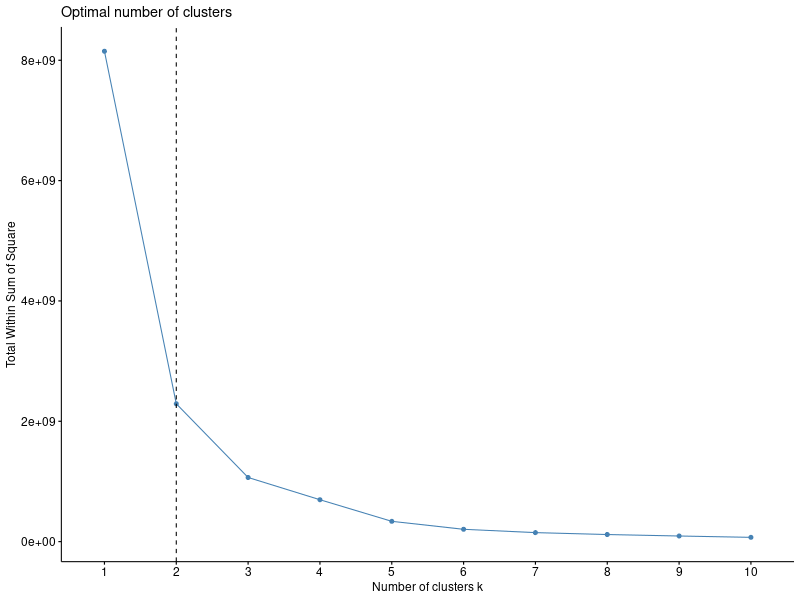 Optimal number of clusters
8e+09
6e+09
4e+09
2e+09
0e+00
Total Within Sum of Square
1 2 3 4 5 6 7 8 9 10
Number of clusters k